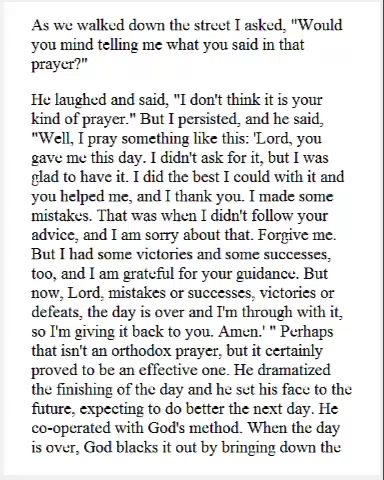 As we walked down the street I asked, "Would
you mind telling me what you said in that
prayer?"
He laughed and said, "I don't think it is your
kind of prayer." But I persisted, and he said,
"Well, I pray something like this: 'Lord, you
gave me this day. I didn't ask for it, but I was
glad to have it. I did the best I could with it and
you helped me, and I thank you. I made some
mistakes. That was when I didn't follow your
advice, and I am sorry about that. Forgive me.
But I had some victories and some successes,
too, and I am grateful for your guidance. But
now, Lord, mistakes or successes, victories or
defeats, the day is over and I'm through with it,
so I'm giving it back to you. Amen.' " Perhaps
that isn't an orthodox prayer, but it certainly
proved to be an effective one. He dramatized
the finishing of the day and he set his face to the
future, expecting to do better the next day. He
co-operated with God's method. When the day
is over, God blacks it out by bringing down the